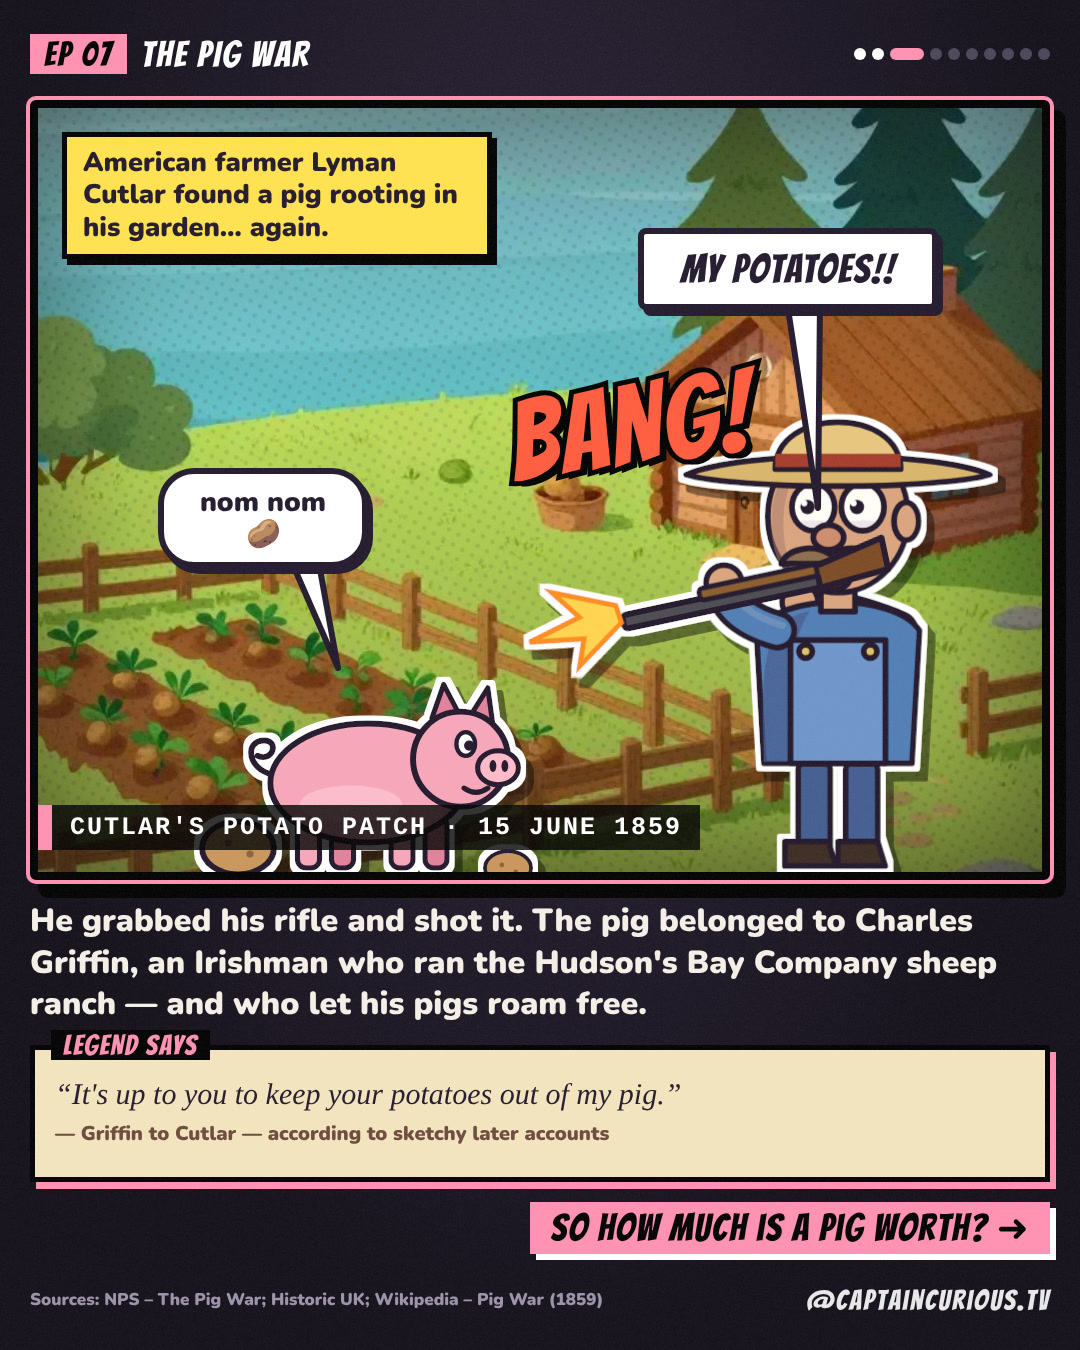 EP 07
THE PIG WAR
American farmer Lyman
Cutlar found a pig rooting in
his garden... again.
MY POTATOES!!
BANG!
nom nom
🥔
CUTLAR'S POTATO PATCH · 15 JUNE 1859
He grabbed his rifle and shot it. The pig belonged to Charles
Griffin, an Irishman who ran the Hudson's Bay Company sheep
ranch — and who let his pigs roam free.
LEGEND SAYS
“It's up to you to keep your potatoes out of my pig.”
— Griffin to Cutlar — according to sketchy later accounts
SO HOW MUCH IS A PIG WORTH? →
Sources: NPS – The Pig War; Historic UK; Wikipedia – Pig War (1859)
@CAPTAINCURIOUS.TV